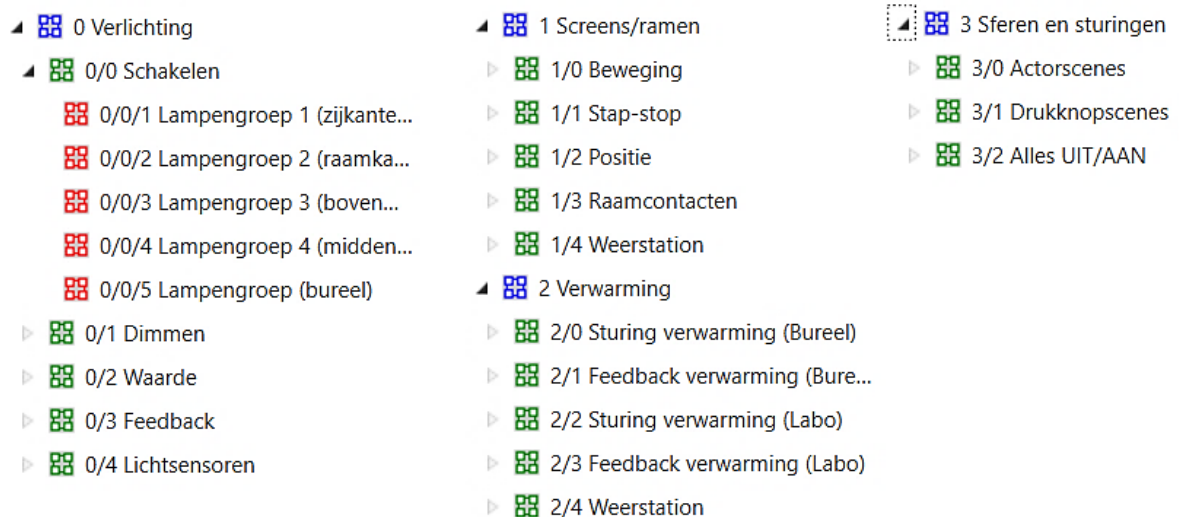 0 Verlichting
0/0 Schakelen
0/0/1 Lampengroep 1 (zijkante...
0/0/2 Lampengroep 2 (raamka...
0/0/3 Lampengroep 3 (boven...
0/0/4 Lampengroep 4 (midden...
0/0/5 Lampengroep (bureel)
0/1 Dimmen
0/2 Waarde
0/3 Feedback
0/4 Lichtsensoren
1 Screens/ramen
1/0 Beweging
1/1 Stap-stop
1/2 Positie
1/3 Raamcontacten
1/4 Weerstation
2 Verwarming
2/0 Sturing verwarming (Bureel)
2/1 Feedback verwarming (Bure...
2/2 Sturing verwarming (Labo)
2/3 Feedback verwarming (Labo)
2/4 Weerstation
3 Sferen en sturingen
3/0 Actorscenes
3/1 Drukknopscenes
3/2 Alles UIT/AAN